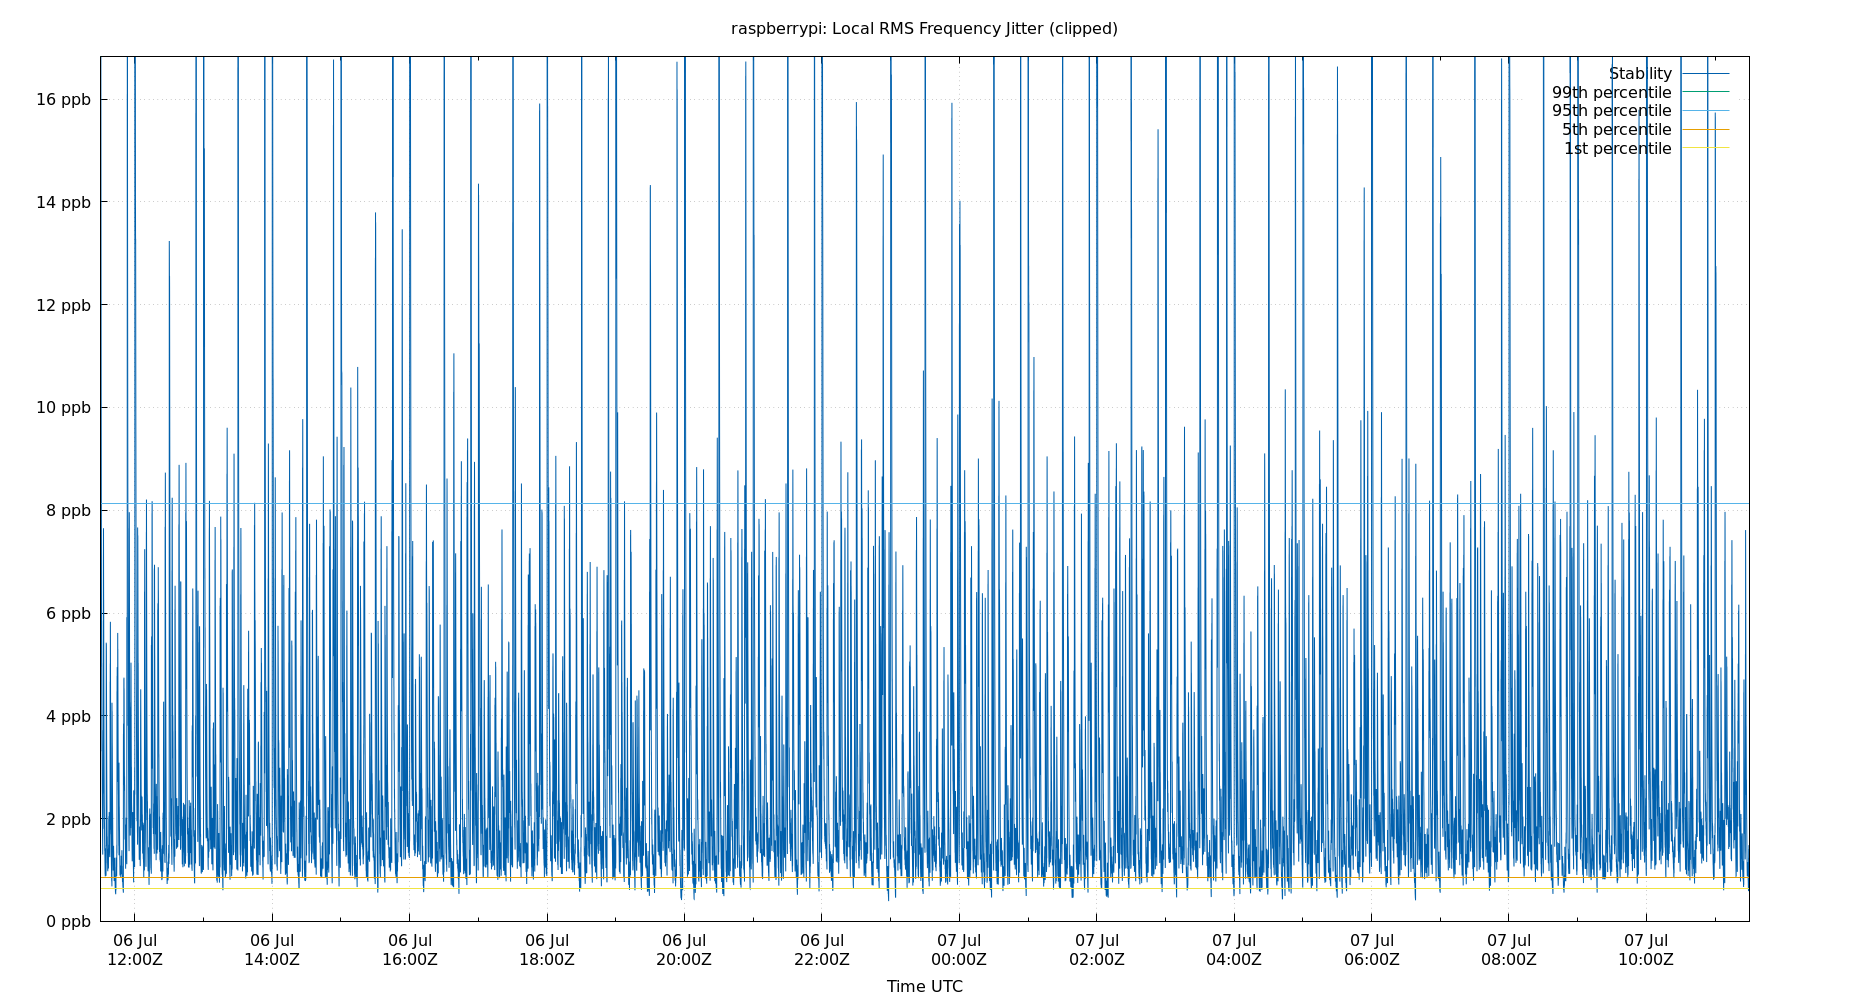 raspberrypi: Local RMS Frequency Jitter (clipped)
Stability
99th percentile
95th percentile
5th percentile
1st percentile
16 ppb
14 ppb
12 ppb
10 ppb
8 ppb
6 ppb
4 ppb
2 ppb
0 ppb
06 Jul 06 Jul 06 Jul 06 Jul 06 Jul 06 Jul 07 Jul 07 Jul 07 Jul 07 Jul 07 Jul 07 Jul
12:00Z 14:00Z 16:00Z 18:00Z 20:00Z 22:00Z 00:00Z 02:00Z 04:00Z 06:00Z 08:00Z 10:00Z
Time UTC